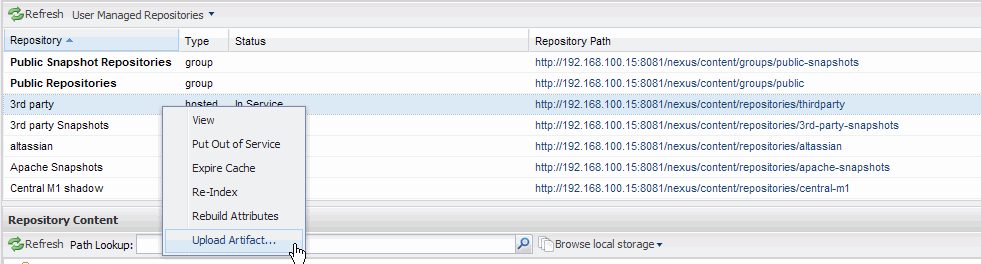 Refresh User Managed Repositories
Repository Type Status Repository Path
Public Snapshot Repositories group http://192.168.100.15:8081/nexus/content/groups/public-snapshots
Public Repositories group http://192.168.100.15:8081/nexus/content/groups/public
3rd party hosted In Service http://192.168.100.15:8081/nexus/content/repositories/thirdparty
3rd party Snapshots http://192.168.100.15:8081/nexus/content/repositories/3rd-party-snapshots
altassian http://192.168.100.15:8081/nexus/content/repositories/altassian
Apache Snapshots http://192.168.100.15:8081/nexus/content/repositories/apache-snapshots
Central M1 shadow http://192.168.100.15:8081/nexus/content/repositories/central-m1
View
Put Out of Service
Expire Cache
Re-Index
Rebuild Attributes
Upload Artifact...
Repository Content
Refresh Path Lookup: Browse local storage